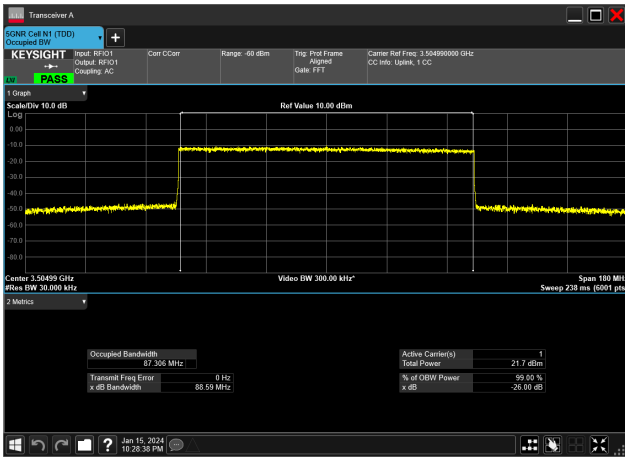 Transceiver A
5GNR Cell N1 (TDD)
Occupied BW
+
KEYSIGHT
LNI
PASS
Input: RFIO1
Output: RFIO1
Coupling: AC
Corr CCorr
Range: -60 dBm
Trig: Prot Frame
Aligned
Gate: FFT
Carrier Ref Freq: 3.504990000 GHz
CC Info: Uplink, 1 CC
1 Graph
Scale/Div 10.0 dB
Ref Value 10.00 dBm
Log
0.00
-10.0
-20.0
-30.0
-40.0
-50.0
-60.0
-70.0
-80.0
Center 3.50499 GHz
Video BW 300.00 kHz*
Span 180 MHz
#Res BW 30.000 kHz
Sweep 238 ms (6001 pts)
2 Metrics
Occupied Bandwidth
87.306 MHz
Transmit Freq Error 0 Hz
x dB Bandwidth 88.59 MHz
Active Carrier(s) 1
Total Power 21.7 dBm
% of OBW Power 99.00 %
x dB -26.00 dB
?
Jan 15, 2024
10:28:38 PM